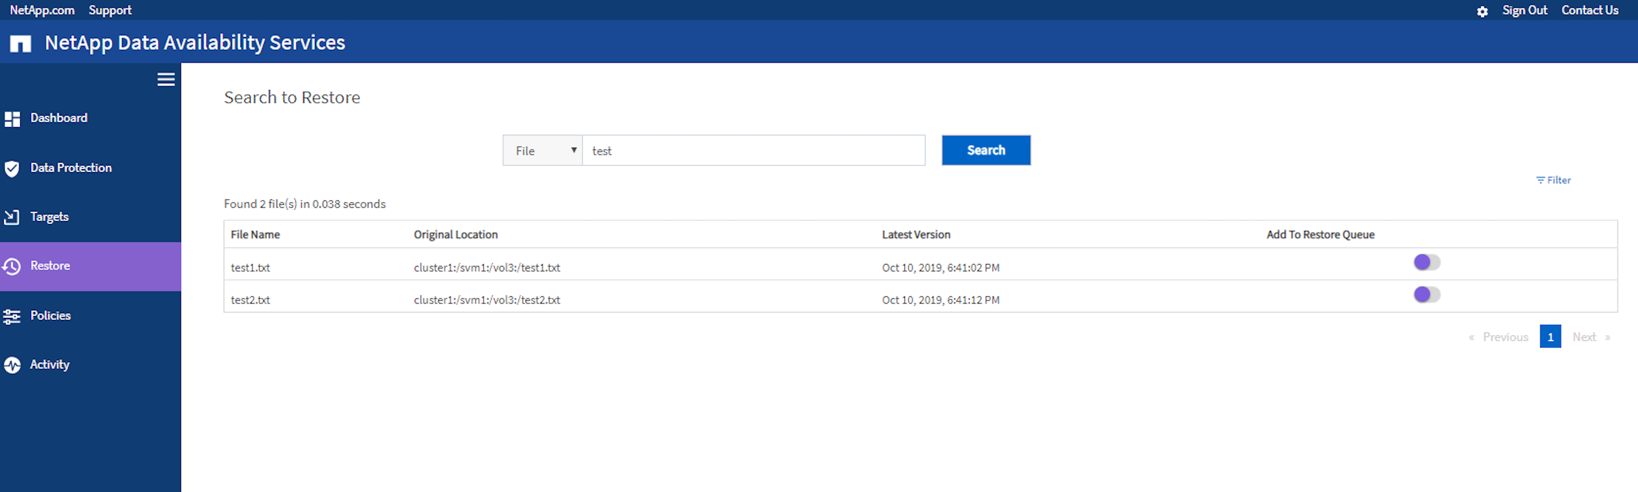 NetApp.com Support Sign Out Contact Us
NetApp Data Availability Services
Dashboard
Data Protection
Targets
Restore
Policies
Activity
Search to Restore
File test Search
Filter
Found 2 file(s) in 0.038 seconds
File Name Original Location Latest Version Add To Restore Queue
test1.txt cluster1:/svm1:/vol3:/test1.txt Oct 10, 2019, 6:41:02 PM
test2.txt cluster1:/svm1:/vol3:/test2.txt Oct 10, 2019, 6:41:12 PM
« Previous 1 Next »